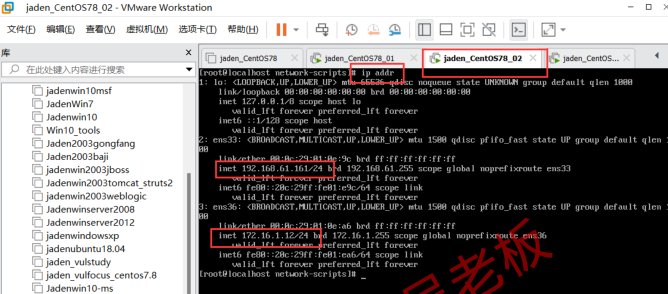 jaden_CentOS78_02 - VMware Workstation
文件(F) 编辑(E) 查看(V) 虚拟机(M) 选项卡(T) 帮助(H)
库
在此处键入内容进行搜索
jadenwin10msf
JadenWin7
Jadenwin10
Win10_tools
Jaden2003gongfang
Jaden2003baji
jadenwin2003jboss
Jadenwin2003tomcat_struts2
jadenwin2003weblogic
Jadenwinserver2008
Jadenwinserver2012
jadenwindowsxp
jadenubuntu18.04
jaden_vulstudy
jaden_vulfocus_centos7.8
Jadenwin10-ms
jaden_CentOS78
jaden_CentOS78_01
jaden_CentOS78_02
jaden_CentOS...
[root@localhost network-scripts]# ip addr
1: lo: <LOOPBACK,UP,LOWER_UP> mtu 65536 qdisc noqueue state UNKNOWN group default qlen 1000
link/loopback 00:00:00:00:00:00 brd 00:00:00:00:00:00
inet 127.0.0.1/8 scope host lo
valid_lft forever preferred_lft forever
inet6 ::1/128 scope host
valid_lft forever preferred_lft forever
2: ens33: <BROADCAST,MULTICAST,UP,LOWER_UP> mtu 1500 qdisc pfifo_fast state UP group default qlen 10
00
link/ether 00:0c:29:01:0e:9c brd ff:ff:ff:ff:ff:ff
inet 192.168.61.161/24 brd 192.168.61.255 scope global noprefixroute ens33
valid_lft forever preferred_lft forever
inet6 fe80::20c:29ff:fe01:e9c/64 scope link
valid_lft forever preferred_lft forever
3: ens36: <BROADCAST,MULTICAST,UP,LOWER_UP> mtu 1500 qdisc pfifo_fast state UP group default qlen 10
00
link/ether 00:0c:29:01:0e:a6 brd ff:ff:ff:ff:ff:ff
inet 172.16.1.12/24 brd 172.16.1.255 scope global noprefixroute ens36
valid_lft forever preferred_lft forever
inet6 fe80::20c:29ff:fe01:ea6/64 scope link
valid_lft forever preferred_lft forever
[root@localhost network-scripts]# _
老板